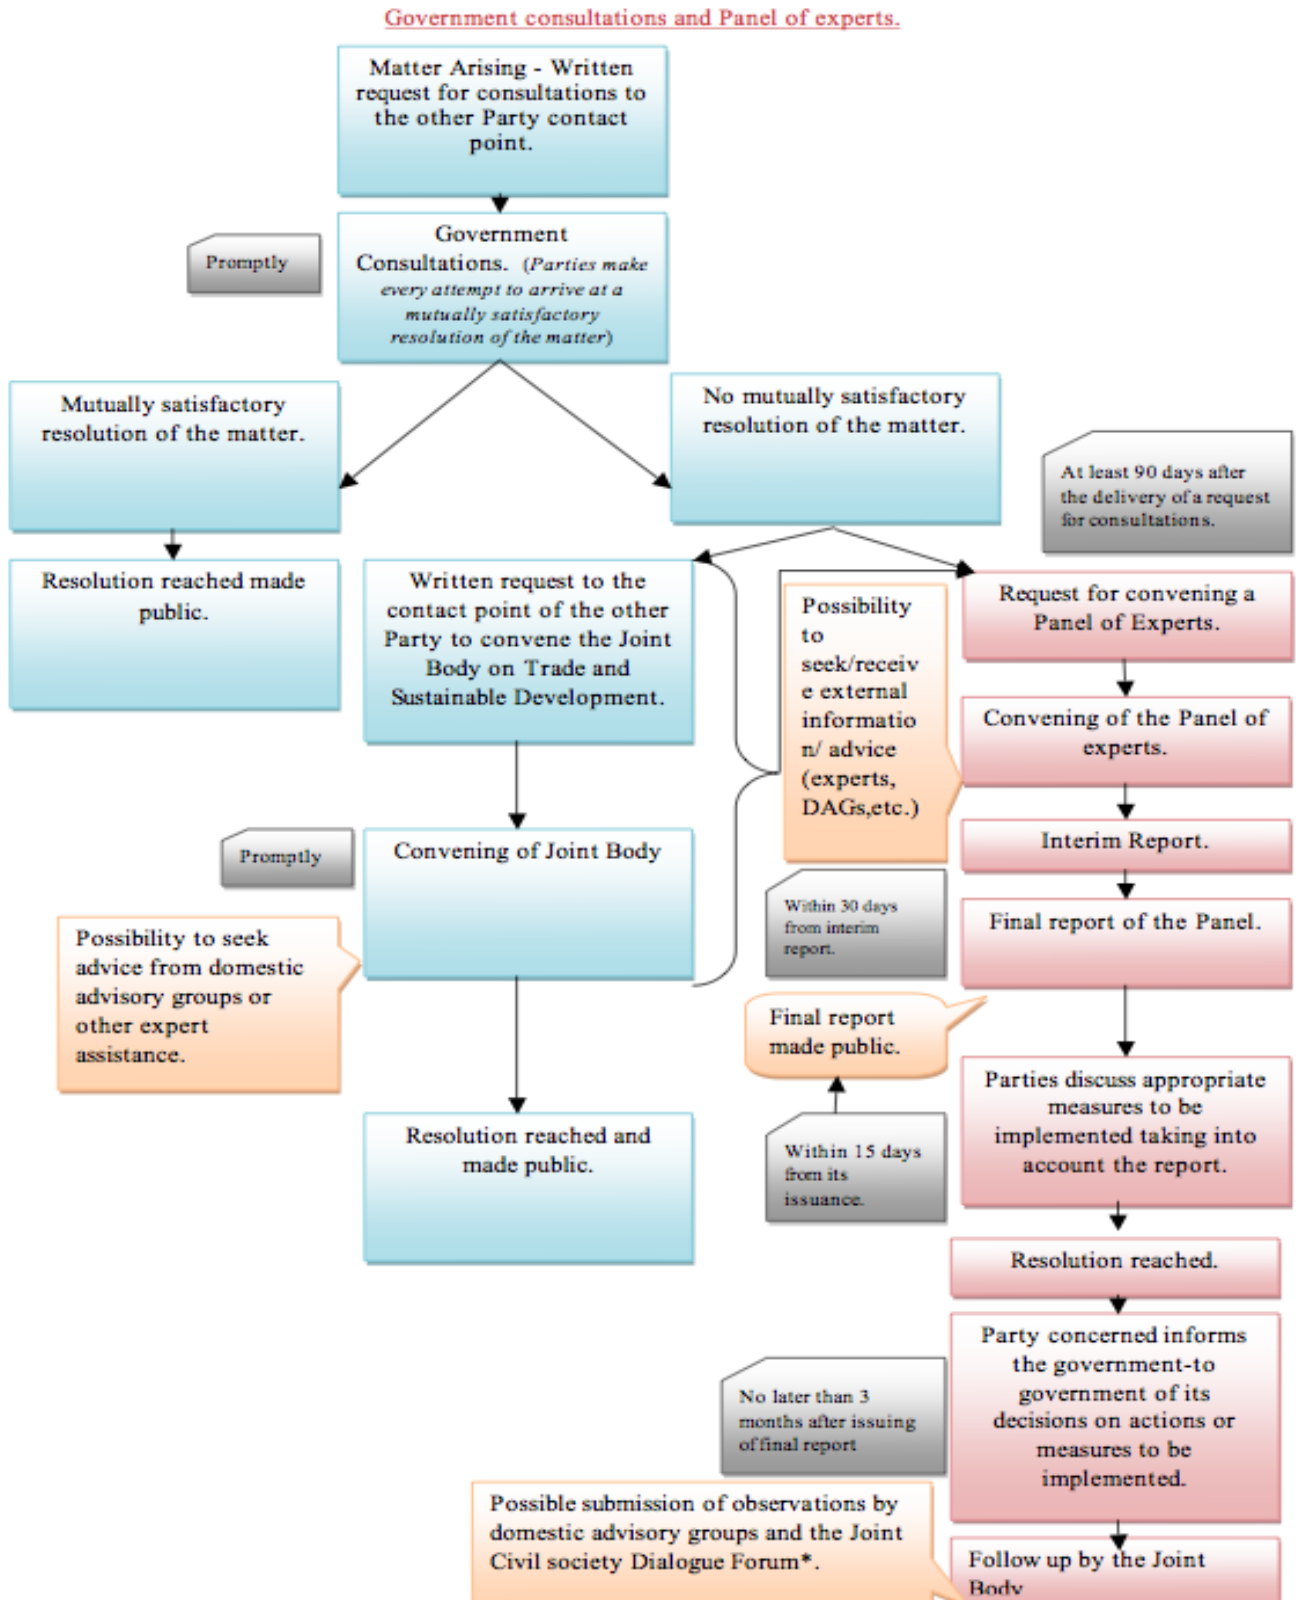 Government consultations and Panel of experts.
Matter Arising - Written
request for consultations to
the other Party contact
point.
Promptly
Government
Consultations. (Parties make
every attempt to arrive at a
mutually satisfactory
resolution of the matter)
Mutually satisfactory
resolution of the matter.
No mutually satisfactory
resolution of the matter.
At least 90 days after
the delivery of a request
for consultations.
Resolution reached made
public.
Written request to the
contact point of the other
Party to convene the Joint
Body on Trade and
Sustainable Development.
Possibility
to
seek/receiv
e external
informatio
n/ advice
(experts,
DAGs,etc.)
Request for convening a
Panel of Experts.
Convening of the Panel of
experts.
Interim Report.
Promptly
Convening of Joint Body
Within 30 days
from interim
report.
Final report of the Panel.
Possibility to seek
advice from domestic
advisory groups or
other expert
assistance.
Final report
made public.
Parties discuss appropriate
measures to be
implemented taking into
account the report.
Resolution reached and
made public.
Within 15 days
from its
issuance.
Resolution reached.
Party concerned informs
the government-to
government of its
decisions on actions or
measures to be
implemented.
No later than 3
months after issuing
of final report
Possible submission of observations by
domestic advisory groups and the Joint
Civil society Dialogue Forum*.
Follow up by the Joint
Body